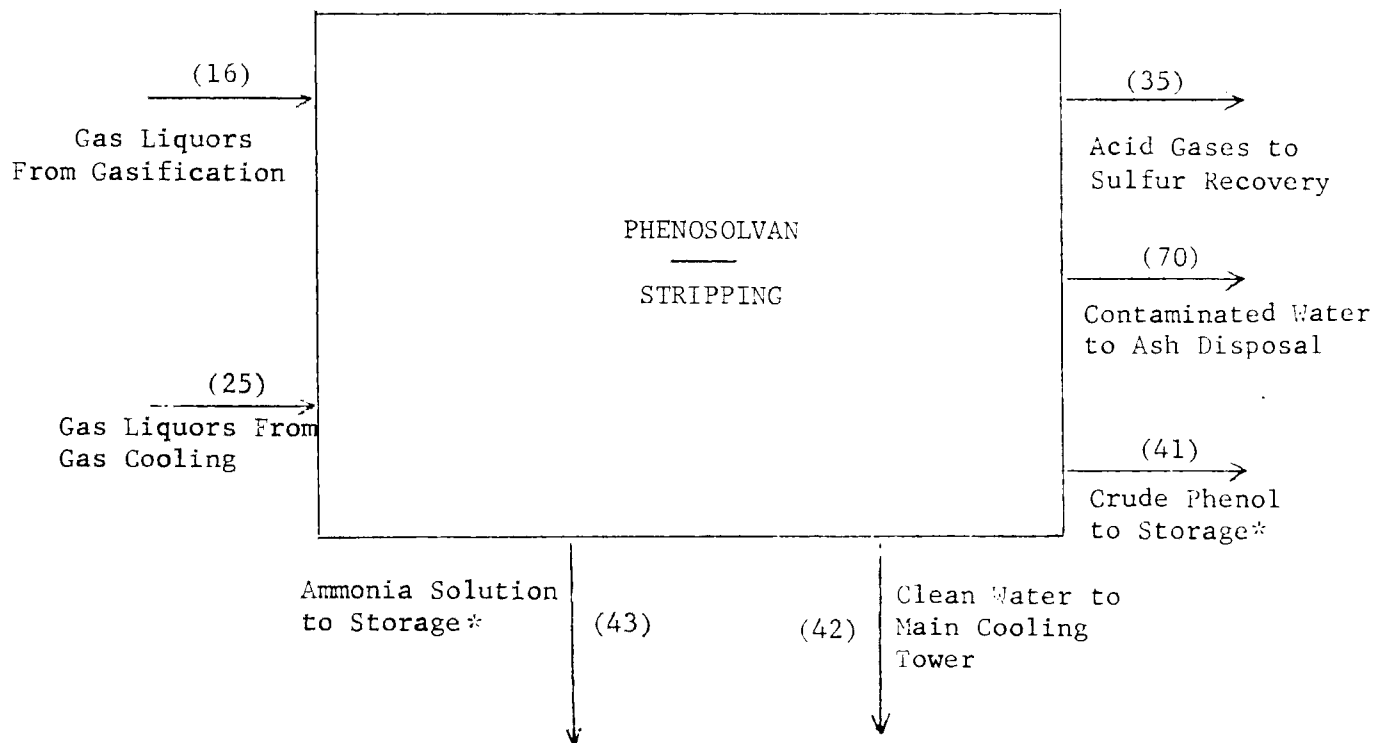 (16)
Gas Liquors
From Gasification
(25)
Gas Liquors From
Gas Cooling
PHENOSOLVAN
STRIPPING
(35)
Acid Gases to
Sulfur Recovery
(70)
Contaminated Water
to Ash Disposal
(41)
Crude Phenol
to Storage*
Ammonia Solution
to Storage*
(43)
(42)
Clean Water to
Main Cooling
Tower